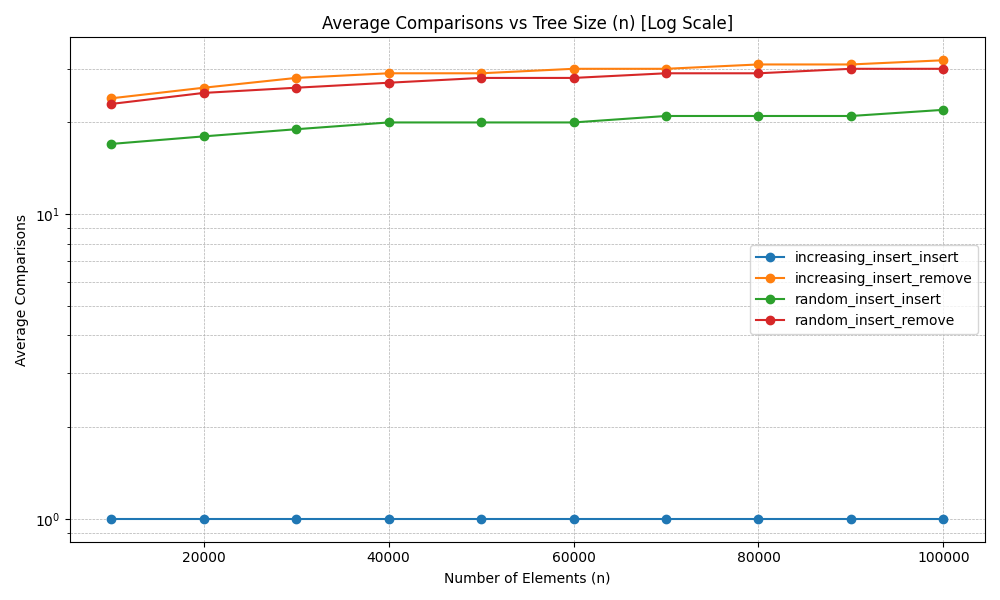 Average Comparisons vs Tree Size (n) [Log Scale]
Average Comparisons
10¹
10⁰
increasing_insert_insert
increasing_insert_remove
random_insert_insert
random_insert_remove
20000 40000 60000 80000 100000
Number of Elements (n)